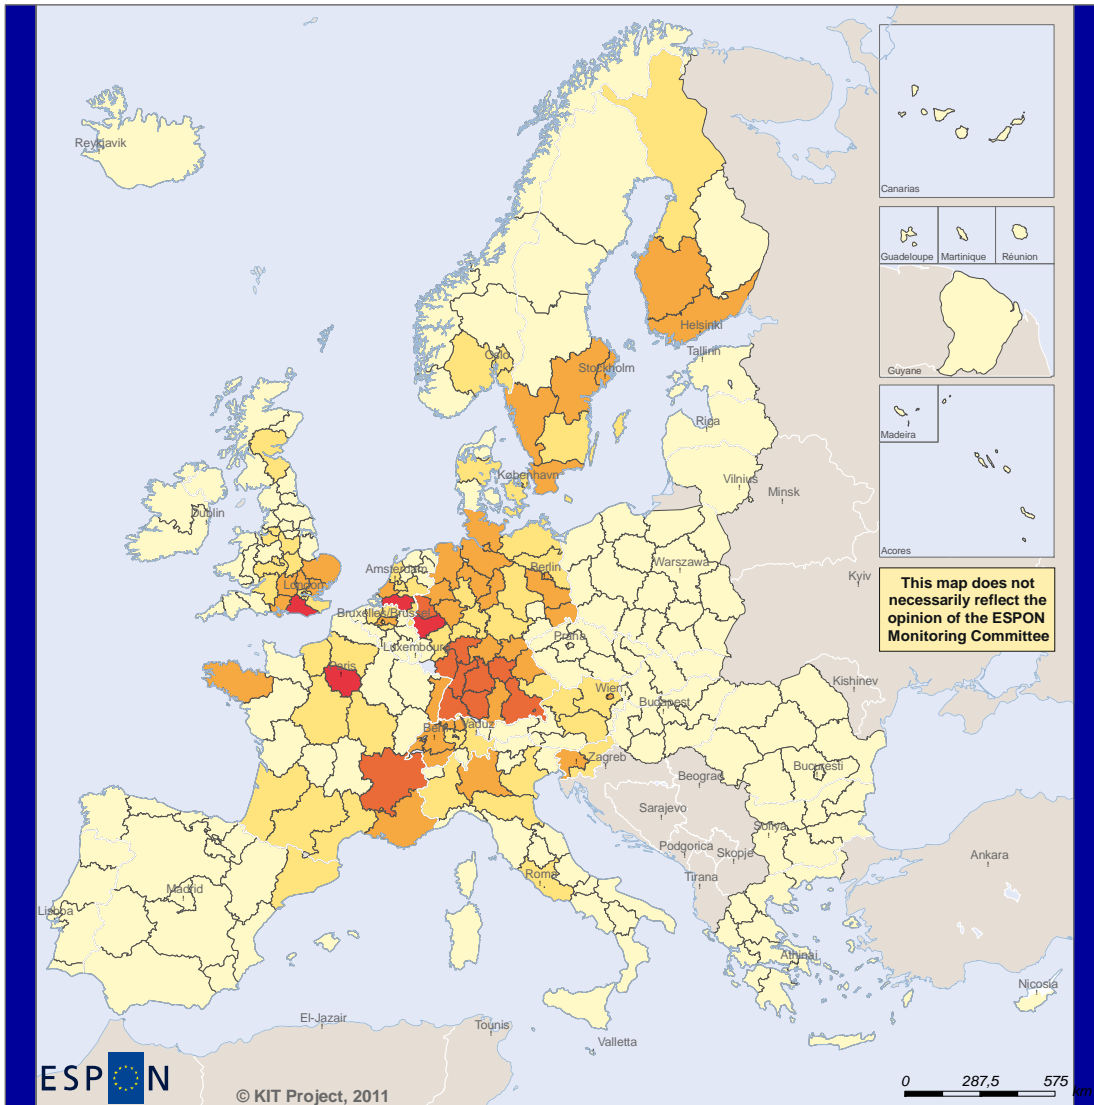 Reykjavik
Canarias
Guadeloupe
Martinique
Réunion
Guyane
Madeira
Acores
Helsinki
Tallinn
Oslo
Stockholm
Riga
København
Vilnius
Minsk
Dublin
Amsterdam
Berlin
Warszawa
London
Kyiv
Bruxelles/Brussel
This map does not
necessarily reflect the
opinion of the ESPON
Monitoring Committee
Praha
Luxembourg
Paris
Kishinev
Wien
Budapest
Bern
Vaduz
Zagreb
Bucuresti
Beograd
Sarajevo
Sofiya
Podgorica
Skopje
Ankara
Tirana
Roma
Madrid
Lisboa
Athinai
Nicosia
El-Jazair
Tounis
Valletta
ESPON
© KIT Project, 2011
0 287,5 575
km